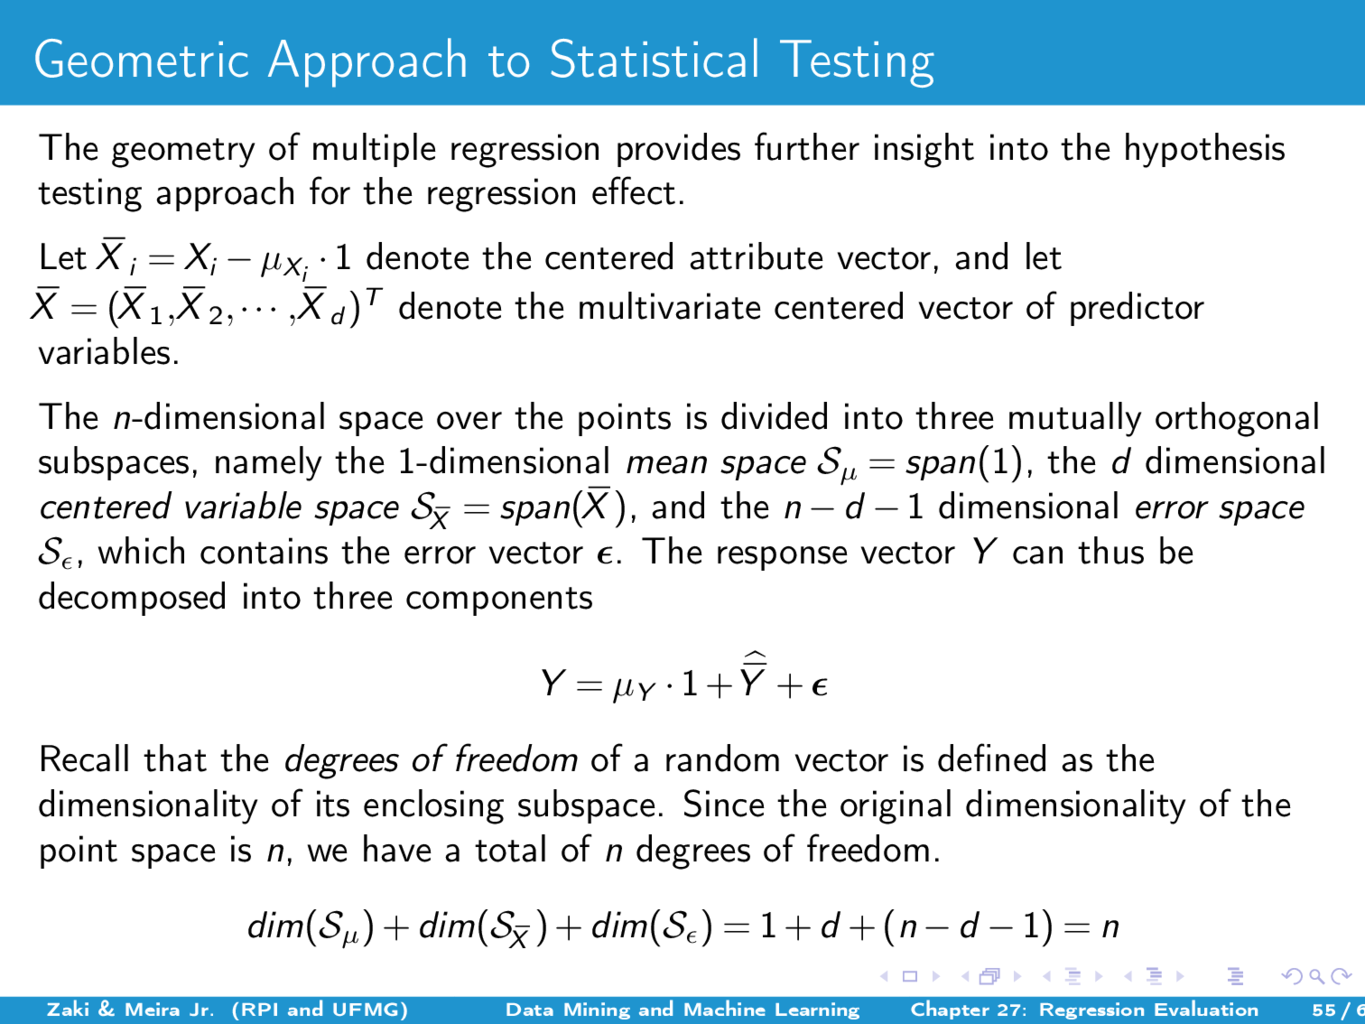 Geometric Approach to Statistical Testing
The geometry of multiple regression provides further insight into the hypothesis
testing approach for the regression effect.
Let X̅_i = X_i − μ_{X_i} · 1 denote the centered attribute vector, and let
X̅ = (X̅_1, X̅_2, ⋯ , X̅_d)^T denote the multivariate centered vector of predictor
variables.
The n-dimensional space over the points is divided into three mutually orthogonal
subspaces, namely the 1-dimensional mean space 𝒮_μ = span(1), the d dimensional
centered variable space 𝒮_X̅ = span(X̅), and the n − d − 1 dimensional error space
𝒮_ϵ, which contains the error vector ϵ. The response vector Y can thus be
decomposed into three components
Y = μ_Y · 1 + Y̅̂ + ϵ
Recall that the degrees of freedom of a random vector is defined as the
dimensionality of its enclosing subspace. Since the original dimensionality of the
point space is n, we have a total of n degrees of freedom.
dim(𝒮_μ) + dim(𝒮_X̅) + dim(𝒮_ϵ) = 1 + d + (n − d − 1) = n
Zaki & Meira Jr. (RPI and UFMG) Data Mining and Machine Learning Chapter 27: Regression Evaluation 55 /